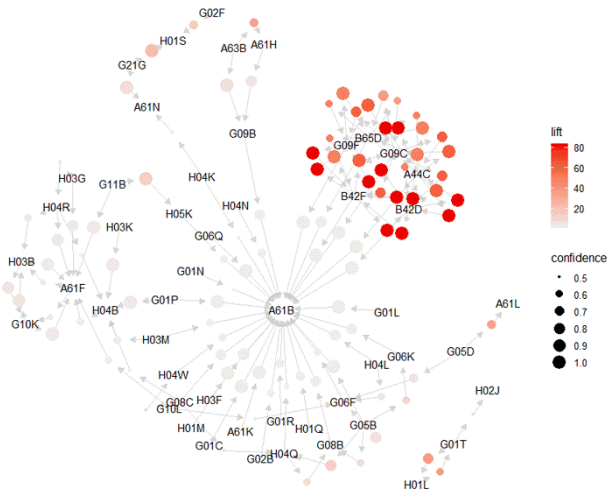 G02F
H01S
A63B
A61H
G21G
A61N
G09B
B65D
G09F
G09C
A44C
B42F
B42D
lift
80
60
40
20
H03G
G11B
H04K
H04R
H05K
H04N
H03K
G06Q
confidence
0.5
0.6
0.7
0.8
0.9
1.0
H03B
G01N
A61F
G01P
H04B
A61B
G01L
A61L
G10K
H03M
G05D
G06K
H04L
H04W
H02J
G08C
H03F
G10L
G06F
G01R
H01Q
G05B
H01M
A61K
G01C
G08B
G01T
H04Q
G02B
H01L